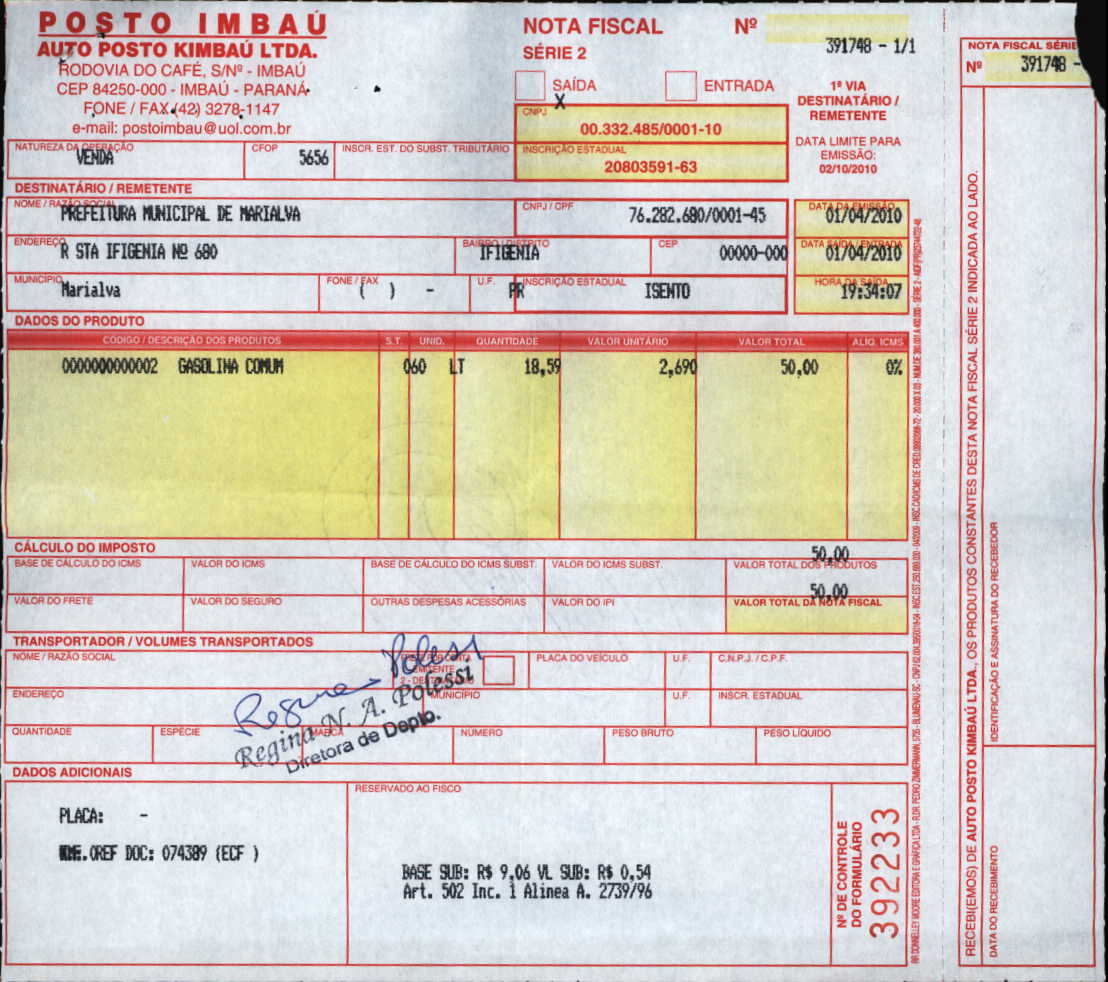 POSTO IMBAÚ
AUTO POSTO KIMBAÚ LTDA.
RODOVIA DO CAFÉ, S/Nº - IMBAÚ
CEP 84250-000 - IMBAÚ - PARANÁ
FONE / FAX (42) 3278-1147
e-mail: postoimbau@uol.com.br
NOTA FISCAL Nº
391748 - 1/1
SÉRIE 2
SAÍDA ENTRADA
X
1ª VIA
DESTINATÁRIO /
REMETENTE
CNPJ
00.332.485/0001-10
DATA LIMITE PARA
EMISSÃO:
02/10/2010
NATUREZA DA OPERAÇÃO CFOP INSCR. EST. DO SUBST. TRIBUTÁRIO INSCRIÇÃO ESTADUAL
VENDA 5656 20803591-63
DESTINATÁRIO / REMETENTE
NOME / RAZÃO SOCIAL CNPJ / CPF DATA DA EMISSÃO
PREFEITURA MUNICIPAL DE MARIALVA 76.282.680/0001-45 01/04/2010
ENDEREÇO BAIRRO / DISTRITO CEP DATA SAÍDA / ENTRADA
R STA IFIGENIA Nº 680 IFIGENIA 00000-000 01/04/2010
MUNICÍPIO FONE / FAX U.F. INSCRIÇÃO ESTADUAL HORA DA SAÍDA
Marialva ( ) - PR ISENTO 19:34:07
DADOS DO PRODUTO
CÓDIGO / DESCRIÇÃO DOS PRODUTOS S.T. UNID. QUANTIDADE VALOR UNITÁRIO VALOR TOTAL ALIQ. ICMS
0000000000002 GASOLINA COMUM 060 LT 18,59 2,690 50,00 0%
CÁLCULO DO IMPOSTO
50,00
BASE DE CÁLCULO DO ICMS VALOR DO ICMS BASE DE CÁLCULO DO ICMS SUBST. VALOR DO ICMS SUBST. VALOR TOTAL DOS PRODUTOS
50,00
VALOR DO FRETE VALOR DO SEGURO OUTRAS DESPESAS ACESSÓRIAS VALOR DO IPI VALOR TOTAL DA NOTA FISCAL
TRANSPORTADOR / VOLUMES TRANSPORTADOS
NOME / RAZÃO SOCIAL EMITENTE PLACA DO VEÍCULO U.F. C.N.P.J. / C.P.F.
ENDEREÇO MUNICÍPIO U.F. INSCR. ESTADUAL
QUANTIDADE ESPÉCIE MARCA NÚMERO PESO BRUTO PESO LÍQUIDO
Regina Polessi
Regina N. A. Polessi
Diretora de Depto.
DADOS ADICIONAIS
RESERVADO AO FISCO
PLACA: -
OREF DOC: 074389 (ECF )
BASE SUB: R$ 9,06 VL SUB: R$ 0,54
Art. 502 Inc. 1 Alinea A. 2739/96
Nº DE CONTROLE
DO FORMULÁRIO
392233
NOTA FISCAL SÉRIE
Nº 391748 -
RECEBI(EMOS) DE AUTO POSTO KIMBAÚ LTDA., OS PRODUTOS CONSTANTES DESTA NOTA FISCAL SÉRIE 2 INDICADA AO LADO.
DATA DO RECEBIMENTO
IDENTIFICAÇÃO E ASSINATURA DO RECEBEDOR